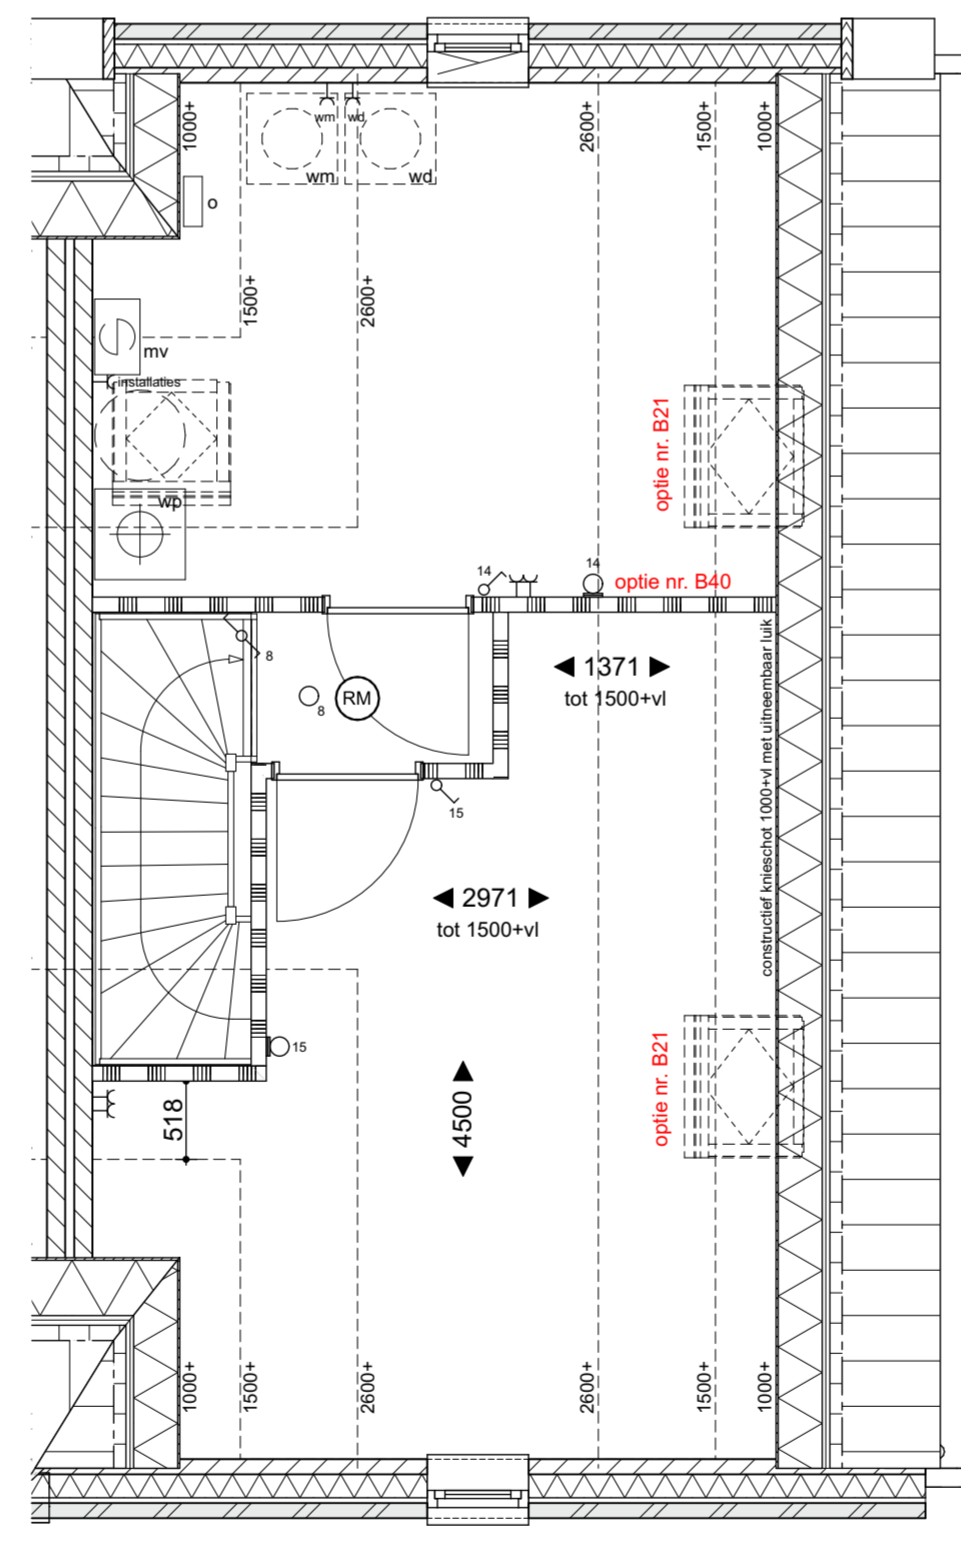 1000+
wm
wd
wm
wd
2600+
1500+
1000+
o
1500+
2600+
mv
installaties
wp
optie nr. B21
14
14
optie nr. B40
8
8
RM
1371
tot 1500+vl
15
constructief knieschot 1000+vl met uitneembaar luik
2971
tot 1500+vl
15
518
4500
optie nr. B21
1000+
1500+
2600+
2600+
1500+
1000+